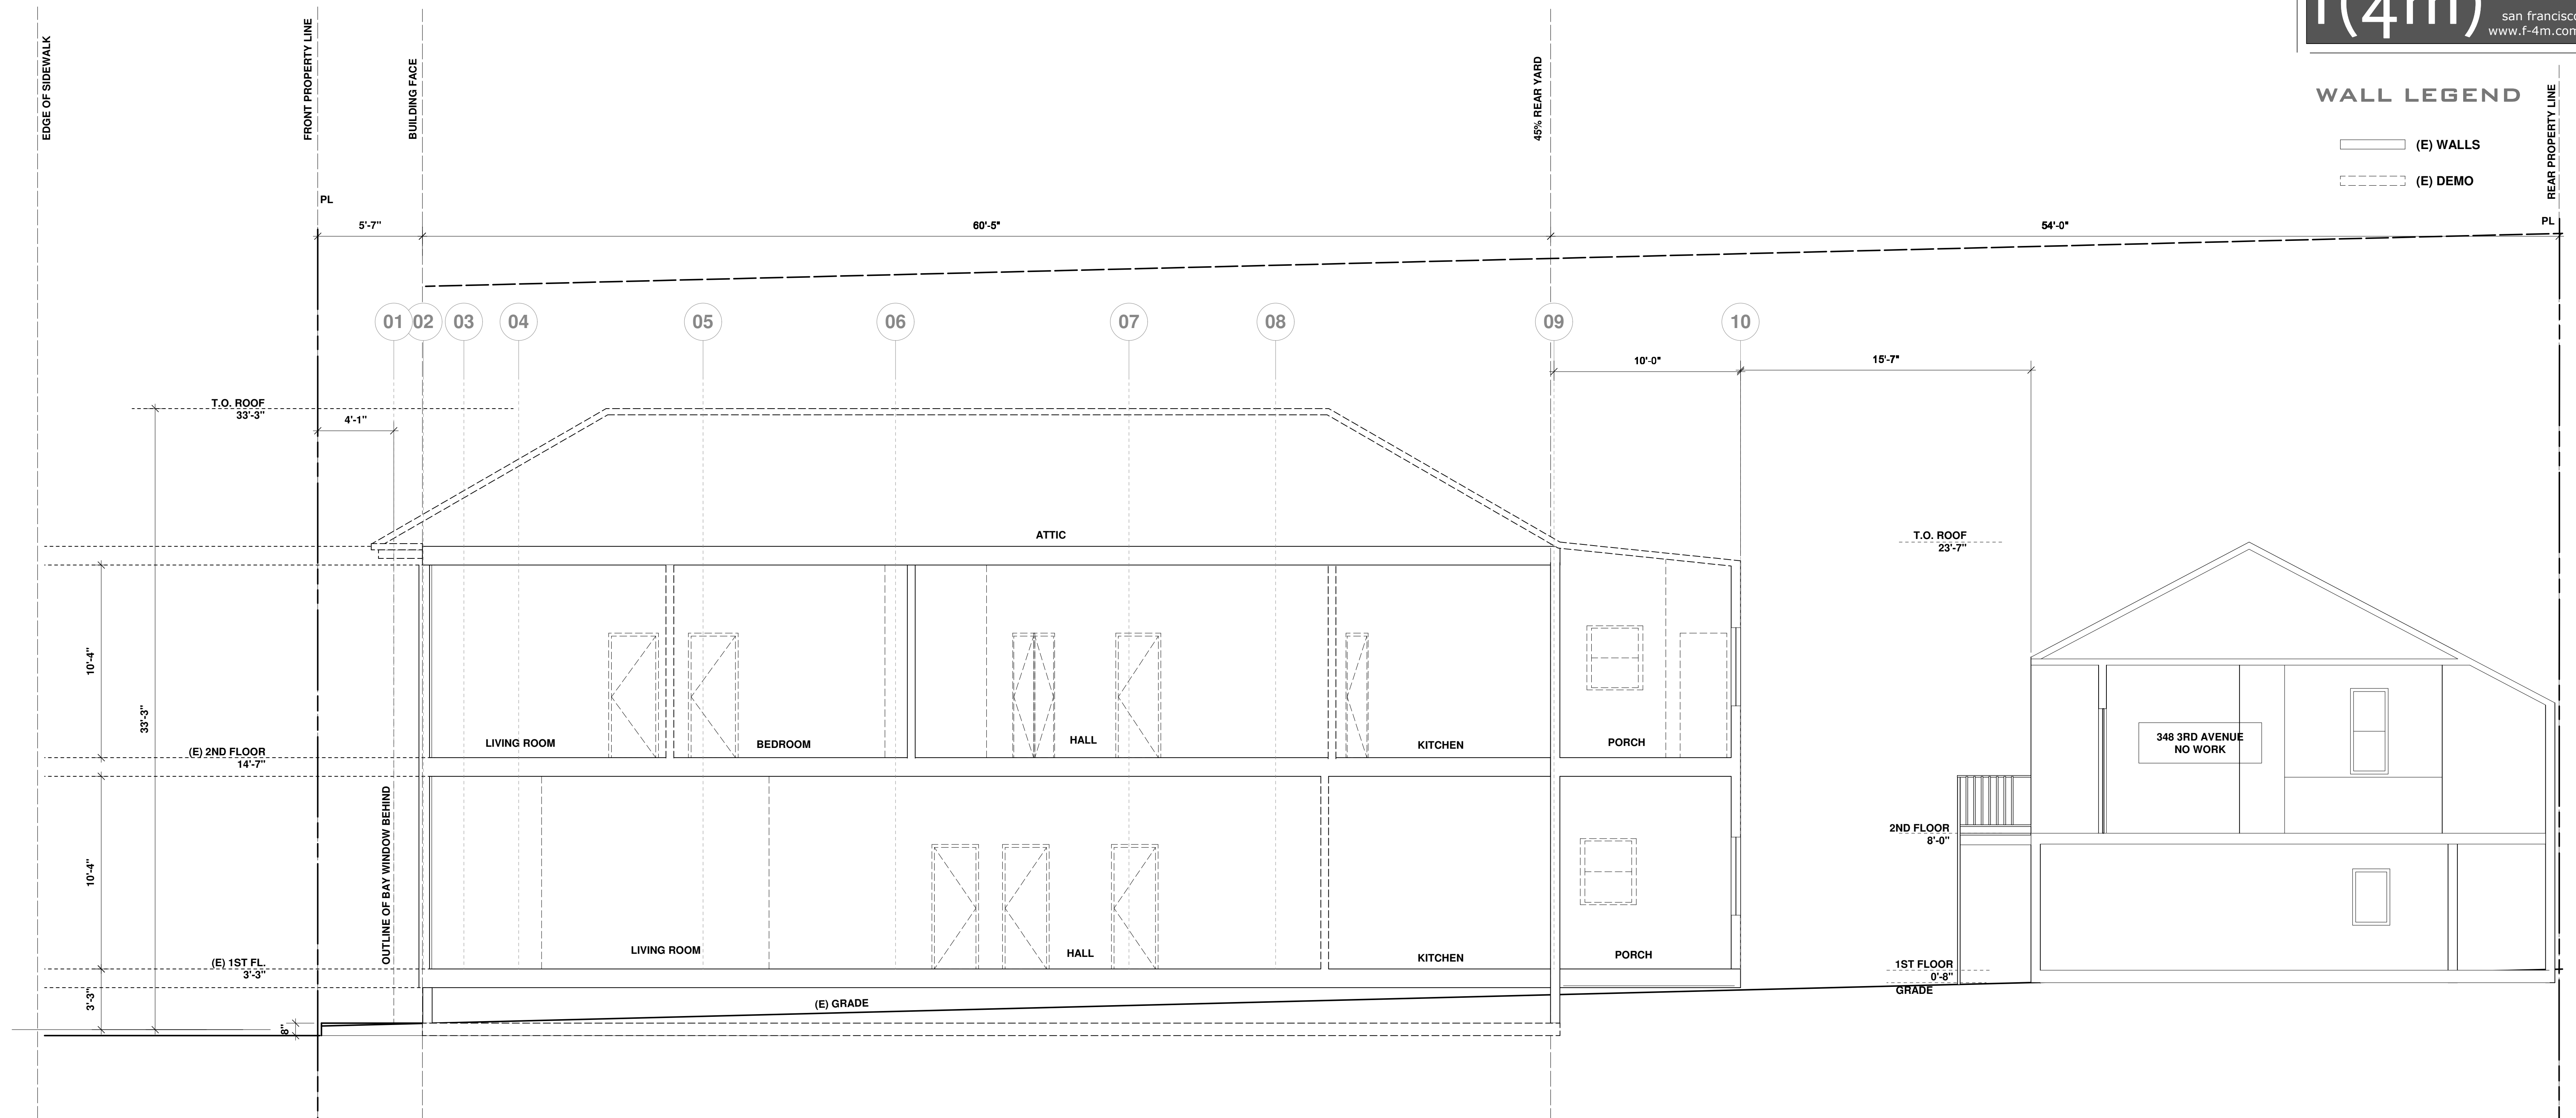 f(4m)
san francisco
www.f-4m.com
WALL LEGEND
(E) WALLS
(E) DEMO
EDGE OF SIDEWALK
FRONT PROPERTY LINE
BUILDING FACE
45% REAR YARD
REAR PROPERTY LINE
PL
PL
5'-7"
60'-5"
54'-0"
01
02
03
04
05
06
07
08
09
10
10'-0"
15'-7"
T.O. ROOF
33'-3"
4'-1"
ATTIC
T.O. ROOF
23'-7"
10'-4"
33'-3"
(E) 2ND FLOOR
14'-7"
LIVING ROOM
BEDROOM
HALL
KITCHEN
PORCH
348 3RD AVENUE
NO WORK
OUTLINE OF BAY WINDOW BEHIND
2ND FLOOR
8'-0"
10'-4"
(E) 1ST FL.
3'-3"
LIVING ROOM
HALL
KITCHEN
PORCH
1ST FLOOR
0'-8"
GRADE
3'-3"
8"
(E) GRADE